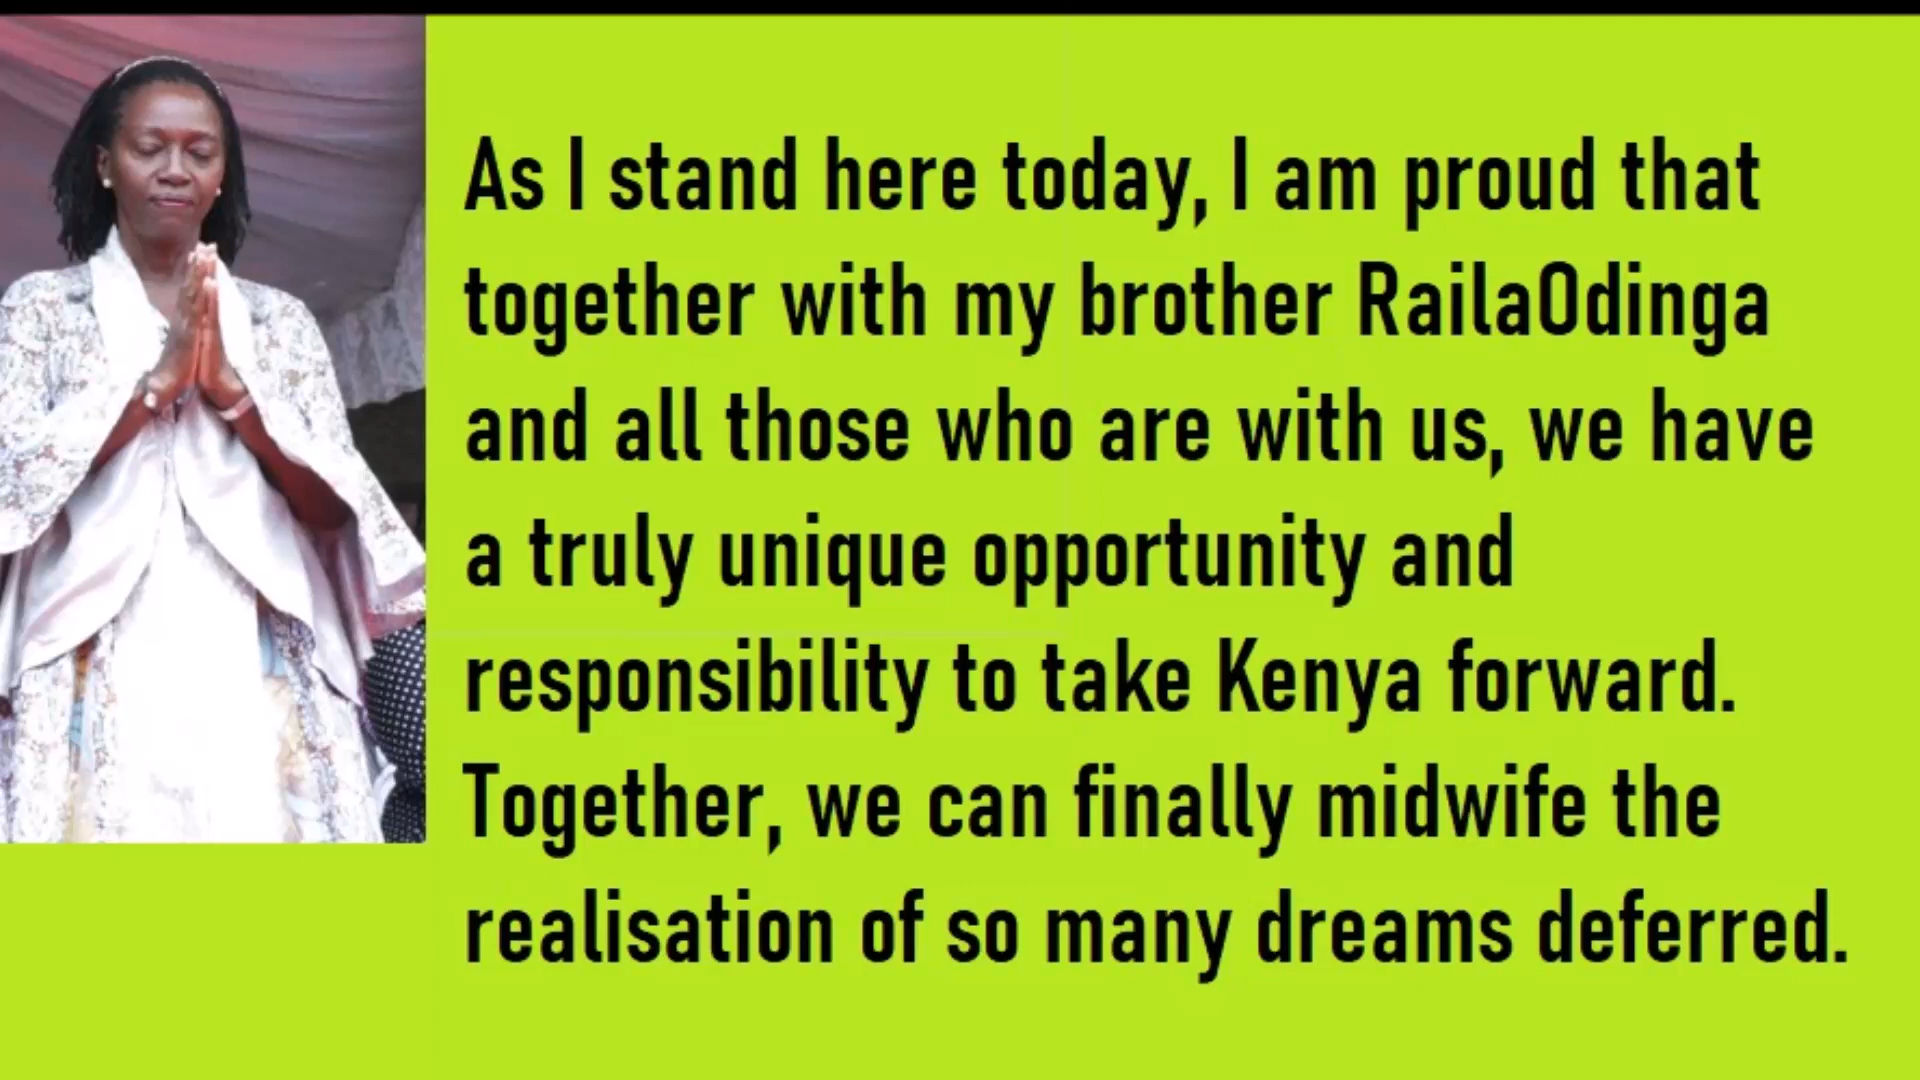 As I stand here today, I am proud that
together with my brother RailaOdinga
and all those who are with us, we have
a truly unique opportunity and
responsibility to take Kenya forward.
Together, we can finally midwife the
realisation of so many dreams deferred.